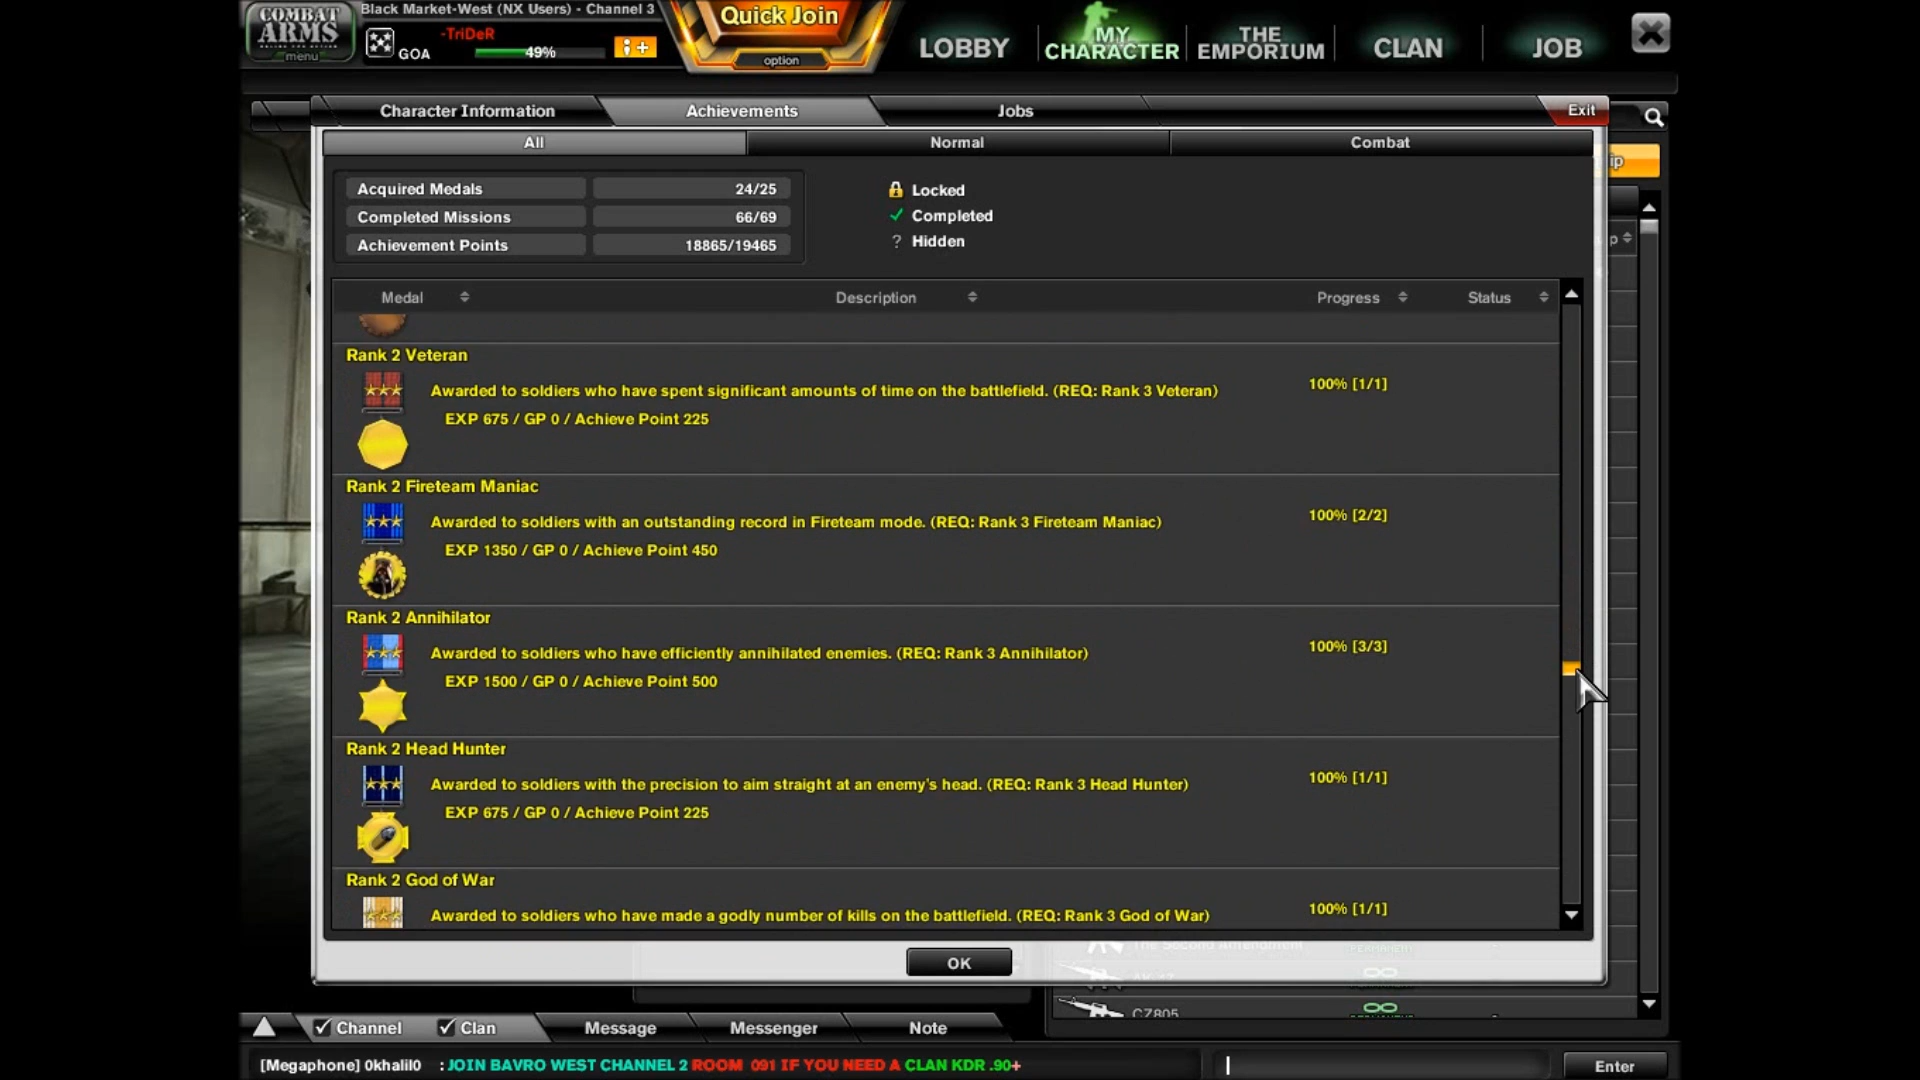 COMBAT
ARMS
menu
Black Market-West (NX Users) - Channel 3
GOA
-TriDeR
49%
Quick Join
option
LOBBY
MY
CHARACTER
THE
EMPORIUM
CLAN
JOB
Character Information
Achievements
Jobs
Exit
All
Normal
Combat
ip
Acquired Medals 24/25
Completed Missions 66/69
Achievement Points 18865/19465
Locked
Completed
? Hidden
Medal
Description
Progress
Status
Rank 2 Veteran
Awarded to soldiers who have spent significant amounts of time on the battlefield. (REQ: Rank 3 Veteran)
100% [1/1]
EXP 675 / GP 0 / Achieve Point 225
Rank 2 Fireteam Maniac
Awarded to soldiers with an outstanding record in Fireteam mode. (REQ: Rank 3 Fireteam Maniac)
100% [2/2]
EXP 1350 / GP 0 / Achieve Point 450
Rank 2 Annihilator
Awarded to soldiers who have efficiently annihilated enemies. (REQ: Rank 3 Annihilator)
100% [3/3]
EXP 1500 / GP 0 / Achieve Point 500
Rank 2 Head Hunter
Awarded to soldiers with the precision to aim straight at an enemy's head. (REQ: Rank 3 Head Hunter)
100% [1/1]
EXP 675 / GP 0 / Achieve Point 225
Rank 2 God of War
Awarded to soldiers who have made a godly number of kills on the battlefield. (REQ: Rank 3 God of War)
100% [1/1]
The Second Amendment
OK
AK-47
CZ805
Channel
Clan
Message
Messenger
Note
[Megaphone] 0khalil0 : JOIN BAVRO WEST CHANNEL 2 ROOM 091 IF YOU NEED A CLAN KDR .90+
Enter